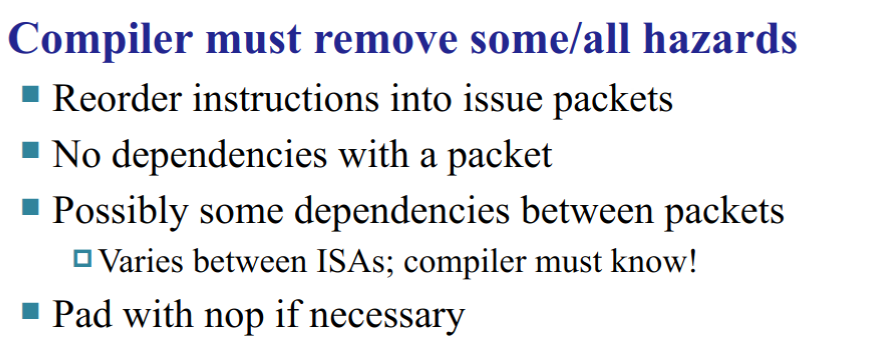 Compiler must remove some/all hazards
Reorder instructions into issue packets
No dependencies with a packet
Possibly some dependencies between packets
Varies between ISAs; compiler must know!
Pad with nop if necessary